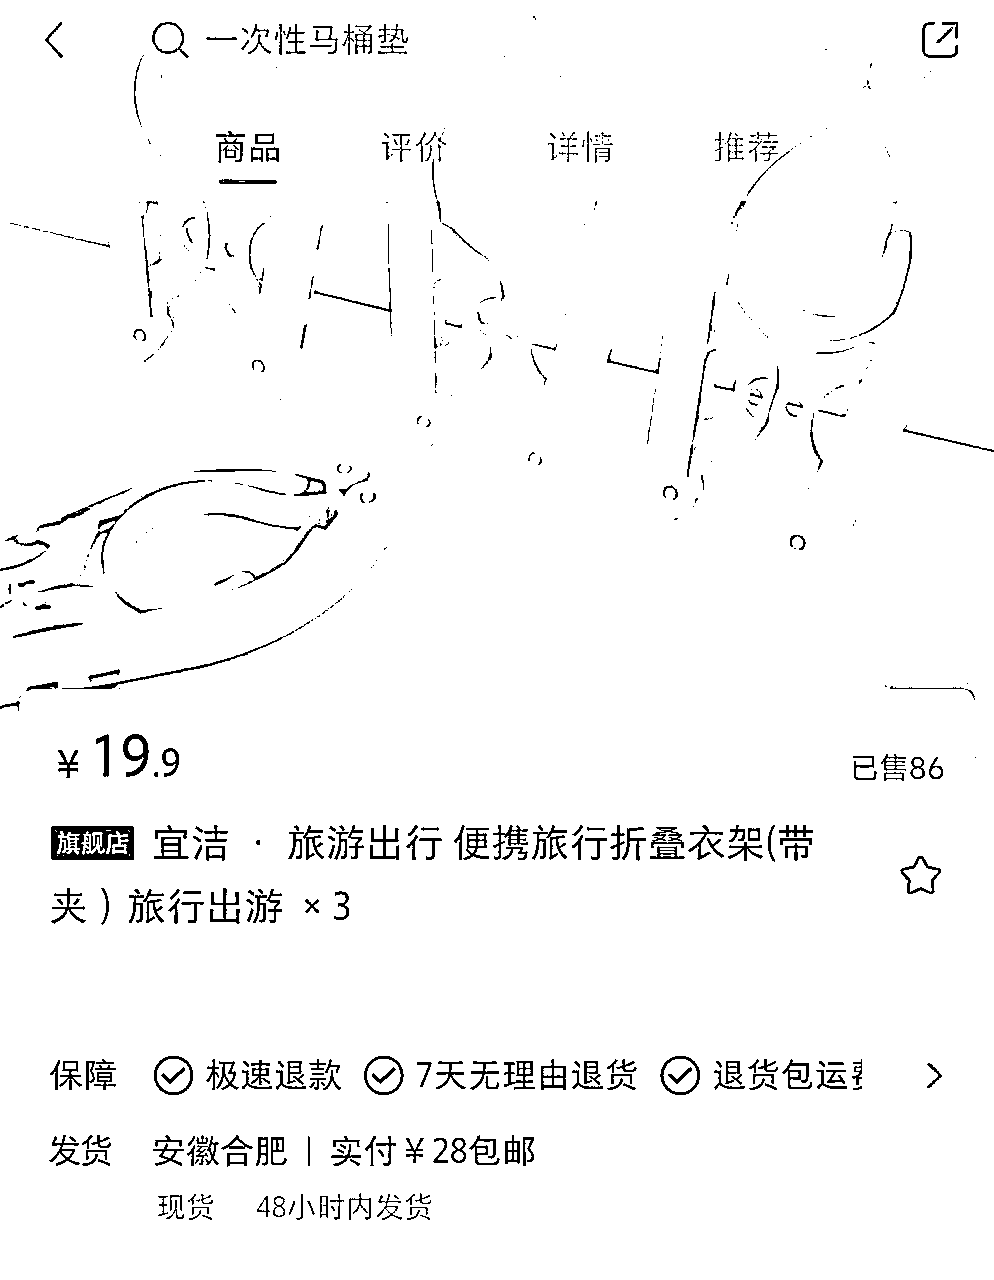 一次性马桶垫
商品 评价 详情 推荐
¥19.9 已售86
旗舰店 宜洁 · 旅游出行 便携旅行折叠衣架(带
夹）旅行出游 ×3
保障 极速退款 7天无理由退货 退货包运费
发货 安徽合肥 | 实付¥28包邮
现货 48小时内发货